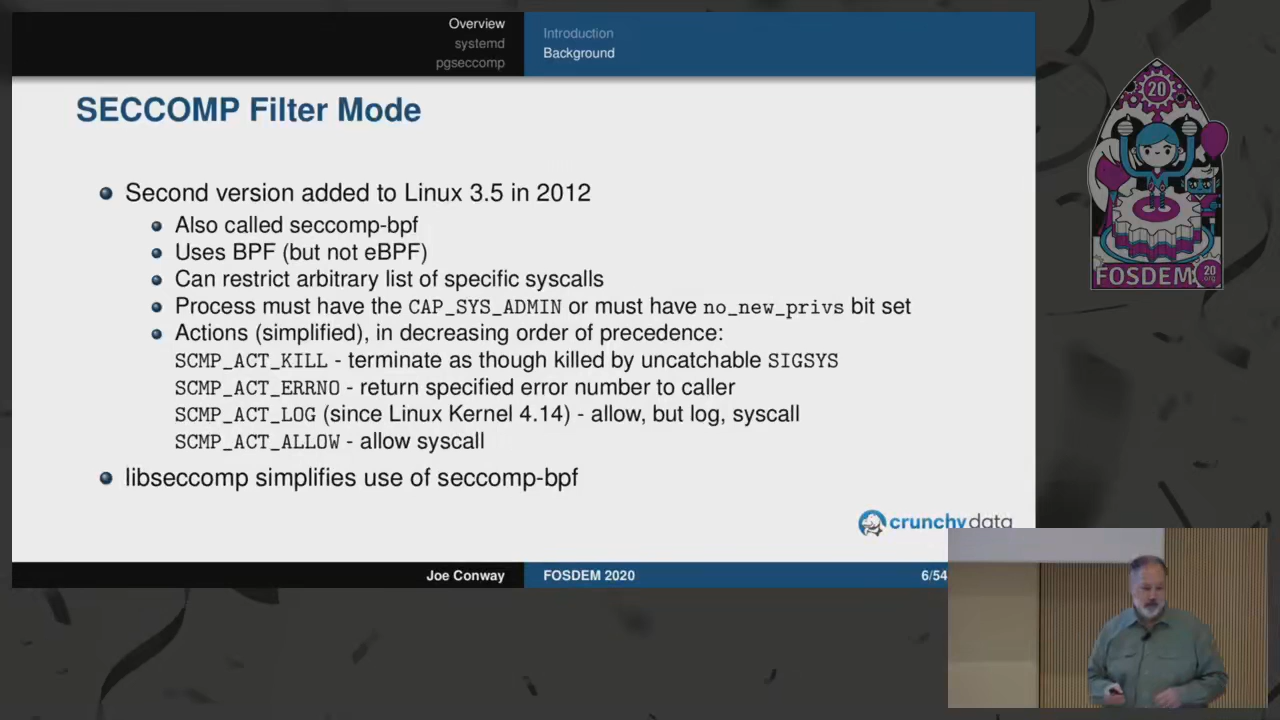 Overview
systemd
pgseccomp
Introduction
Background
SECCOMP Filter Mode
Second version added to Linux 3.5 in 2012
Also called seccomp-bpf
Uses BPF (but not eBPF)
Can restrict arbitrary list of specific syscalls
Process must have the CAP_SYS_ADMIN or must have no_new_privs bit set
Actions (simplified), in decreasing order of precedence:
SCMP_ACT_KILL - terminate as though killed by uncatchable SIGSYS
SCMP_ACT_ERRNO - return specified error number to caller
SCMP_ACT_LOG (since Linux Kernel 4.14) - allow, but log, syscall
SCMP_ACT_ALLOW - allow syscall
libseccomp simplifies use of seccomp-bpf
crunchy data
Joe Conway
FOSDEM 2020
6/54
20
FOSDEM
20
.org